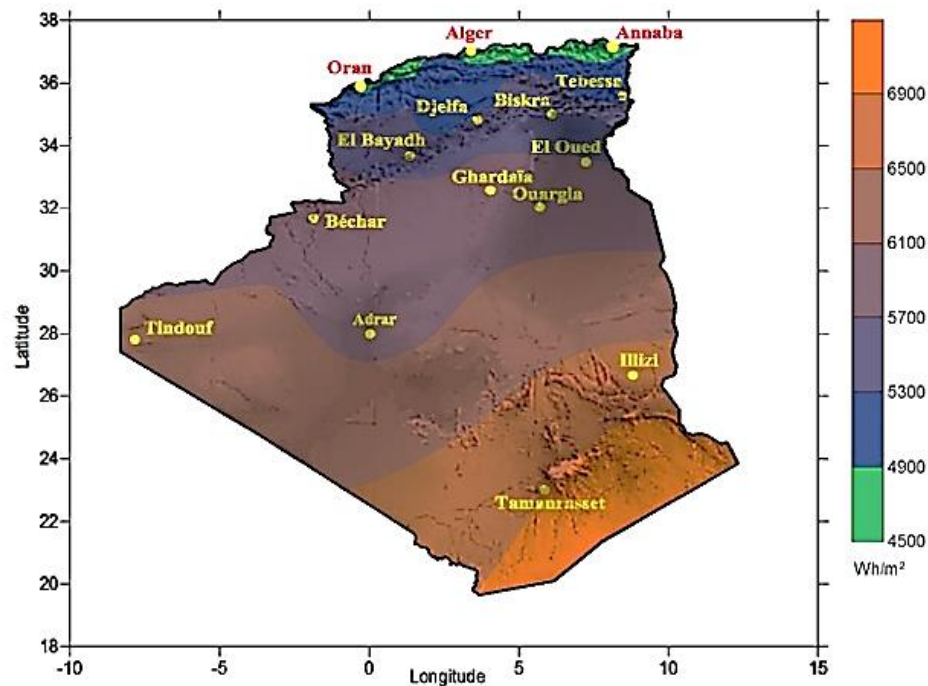 38
36
34
32
30
28
26
24
22
20
18
Latitude
Alger
Annaba
Oran
Tebessa
Biskra
Djelfa
El Bayadh
El Oued
Ghardaïa
Ouargla
Béchar
Adrar
Tindouf
Illizi
Tamanrasset
-10 -5 0 5 10 15
Longitude
6900
6500
6100
5700
5300
4900
4500
Wh/m²